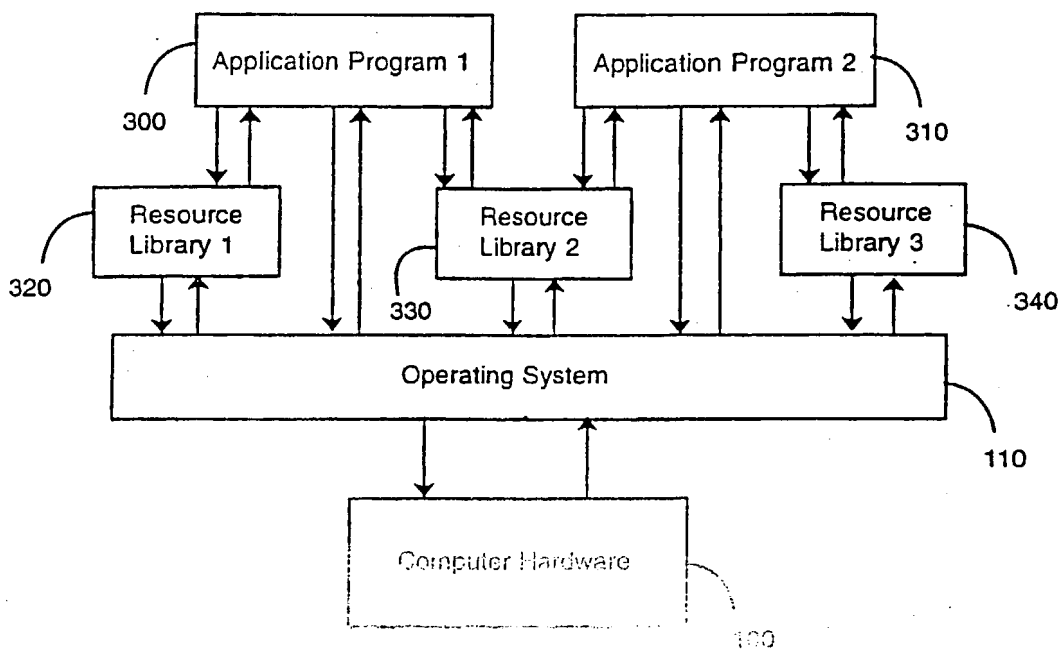 Application Program 1
Application Program 2
300
310
Resource
Library 1
Resource
Library 2
Resource
Library 3
320
330
340
Operating System
110
Computer Hardware
100